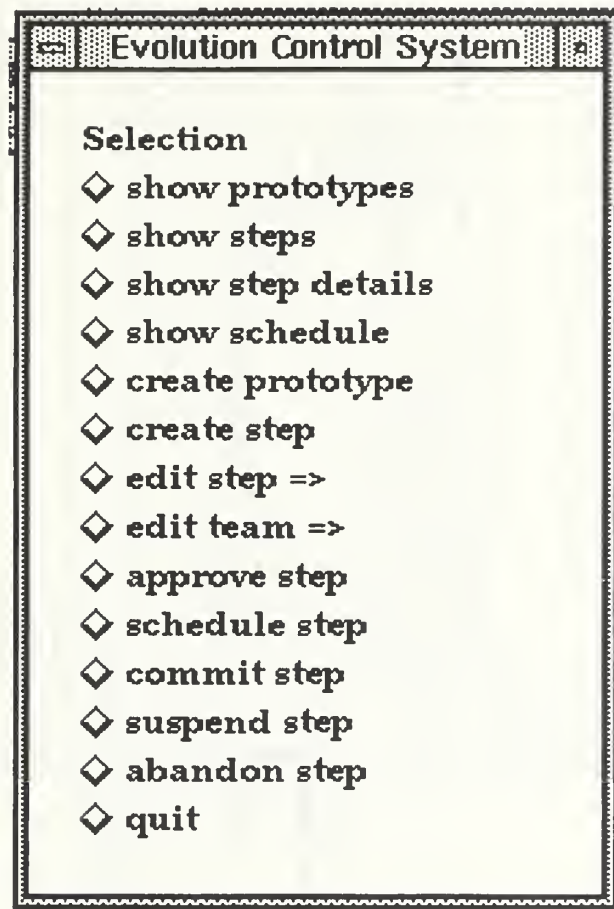 Evolution Control System
Selection
show prototypes
show steps
show step details
show schedule
create prototype
create step
edit step =>
edit team =>
approve step
schedule step
commit step
suspend step
abandon step
quit